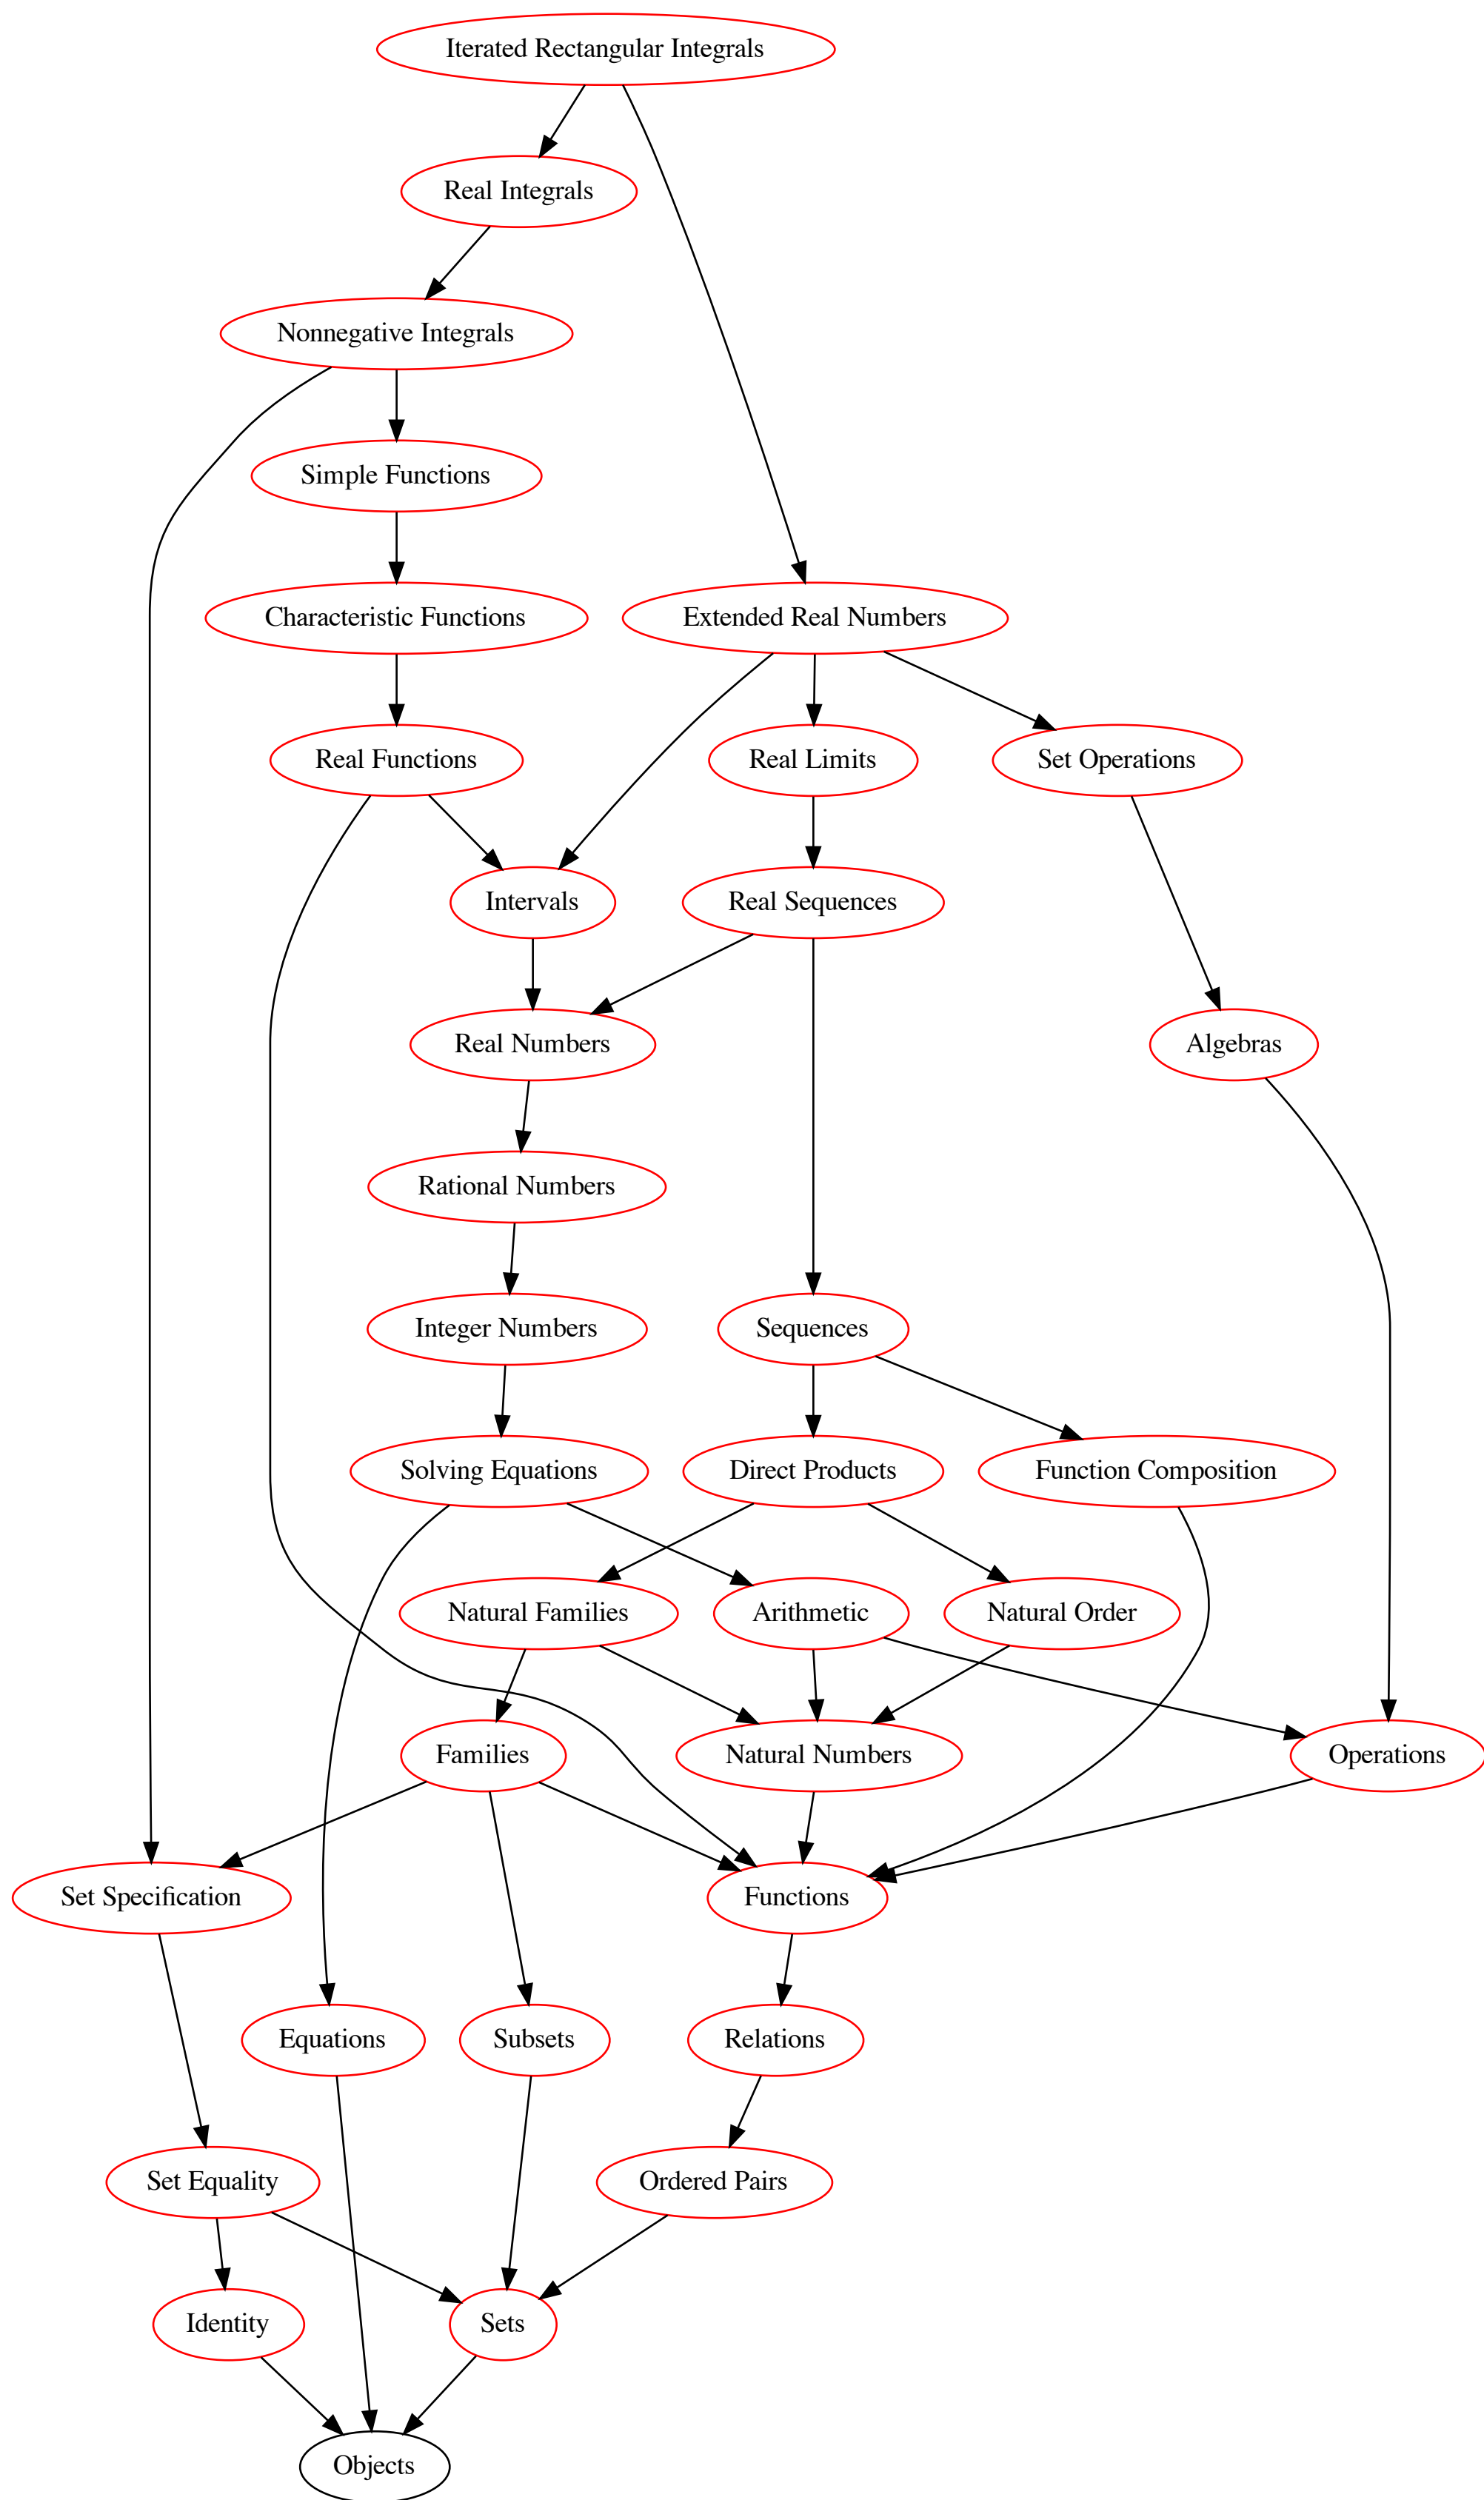 Iterated Rectangular Integrals
Real Integrals
Nonnegative Integrals
Simple Functions
Characteristic Functions
Extended Real Numbers
Real Functions
Real Limits
Set Operations
Intervals
Real Sequences
Real Numbers
Algebras
Rational Numbers
Integer Numbers
Sequences
Solving Equations
Direct Products
Function Composition
Natural Families
Arithmetic
Natural Order
Families
Natural Numbers
Operations
Set Specification
Functions
Equations
Subsets
Relations
Set Equality
Ordered Pairs
Identity
Sets
Objects